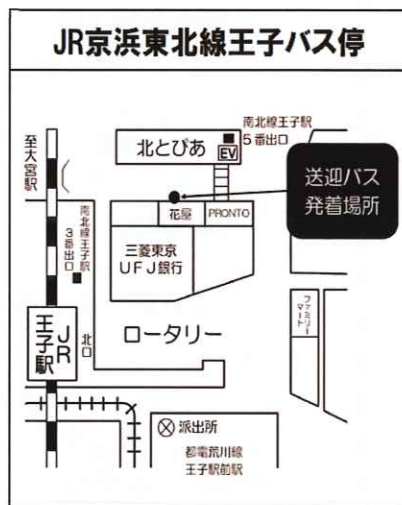 JR京浜東北線王子バス停
至大宮駅
南北線王子駅
5番出口
北とぴあ
EV
送迎バス
発着場所
南北線王子駅
3番出口
花屋
PRONTO
三菱東京
UFJ銀行
ファミリー
マート
JR
王子駅
北口
ロータリー
派出所
都電荒川線
王子駅前駅